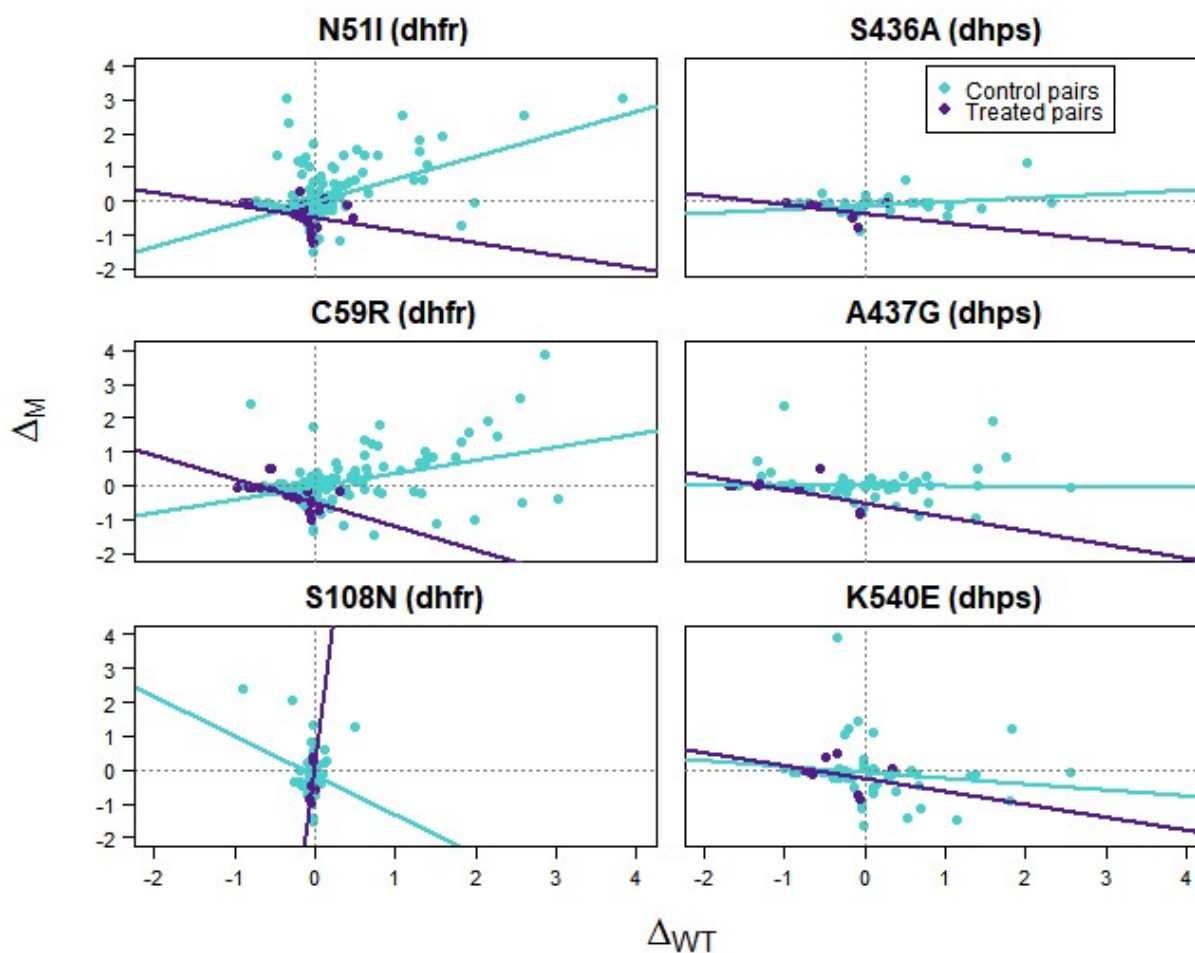 N51I (dhfr)
S436A (dhps)
4
3
2
1
0
-1
-2
Control pairs
Treated pairs
C59R (dhfr)
A437G (dhps)
4
3
2
1
0
-1
-2
S108N (dhfr)
K540E (dhps)
4
3
2
1
0
-1
-2
-2 -1 0 1 2 3 4
-2 -1 0 1 2 3 4
ΔM
ΔWT